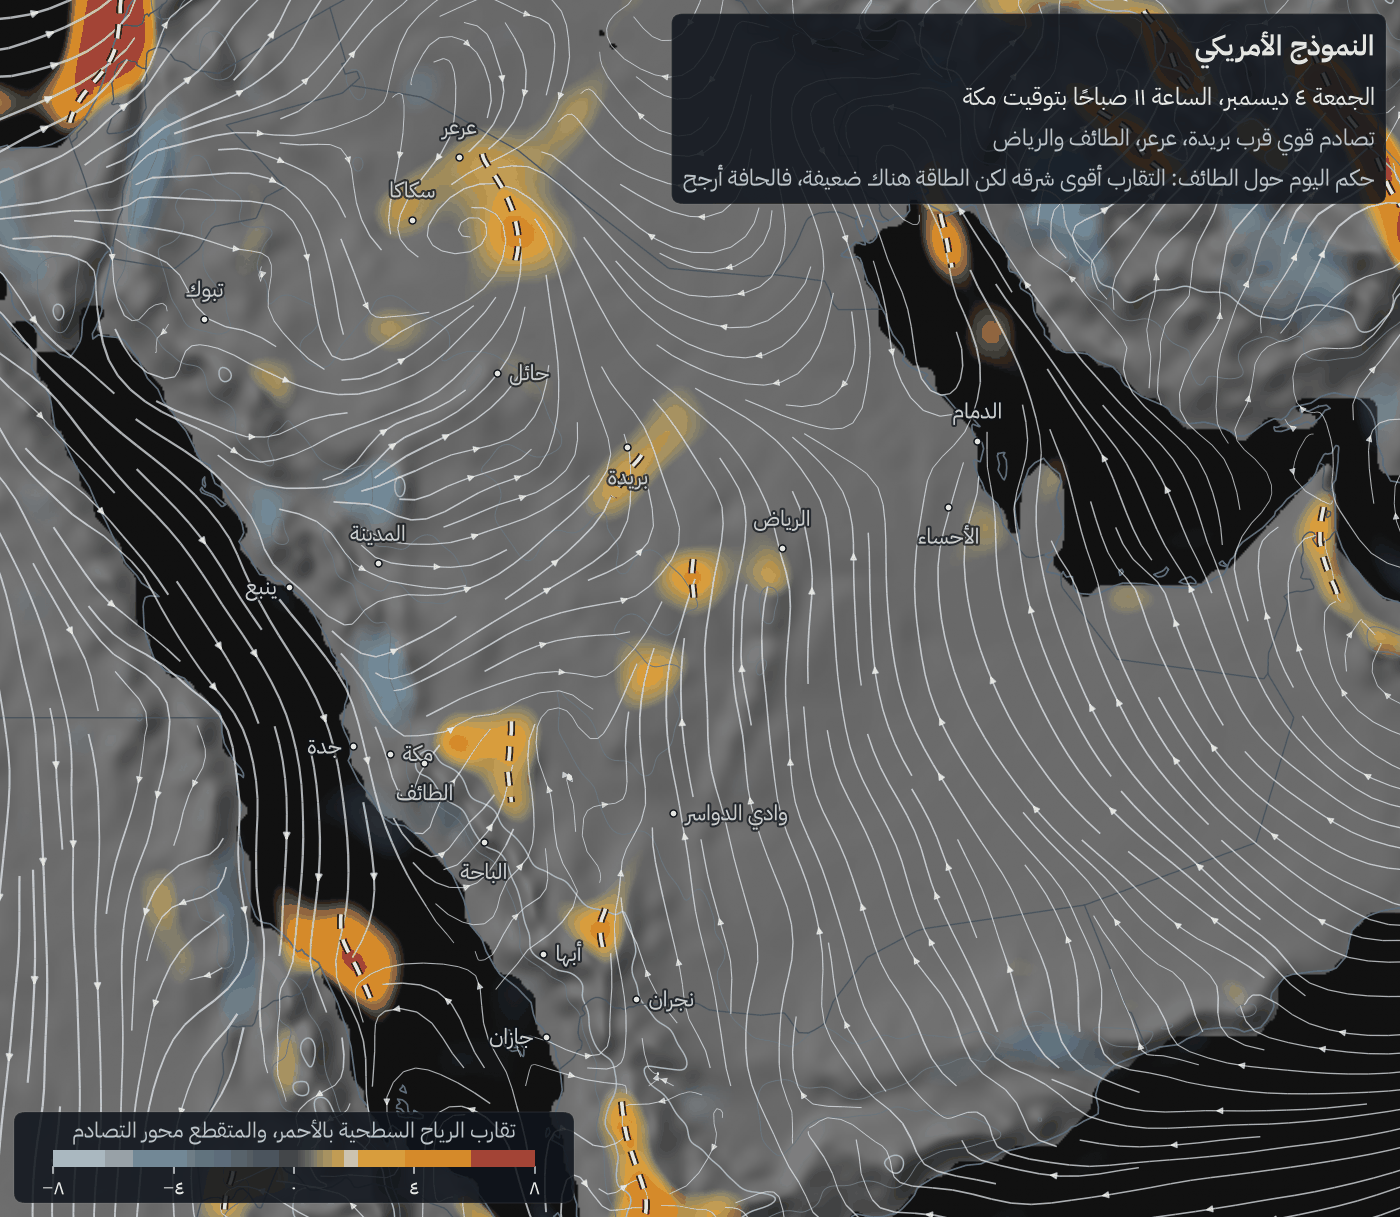 النموذج الأمريكي
الجمعة ٤ ديسمبر، الساعة ١١ صباحًا بتوقيت مكة
تصادم قوي قرب بريدة، عرعر، الطائف والرياض
حكم اليوم حول الطائف: التقارب أقوى شرقه لكن الطاقة هناك ضعيفة، فالحافة أرجح
عرعر
سكاكا
تبوك
حائل
الدمام
بريدة
الرياض
الأحساء
المدينة
ينبع
جدة
مكة
الطائف
وادي الدواسر
الباحة
أبها
نجران
جازان
تقارب الرياح السطحية بالأحمر، والمتقطع محور التصادم
−٨ −٤ ٠ ٤ ٨